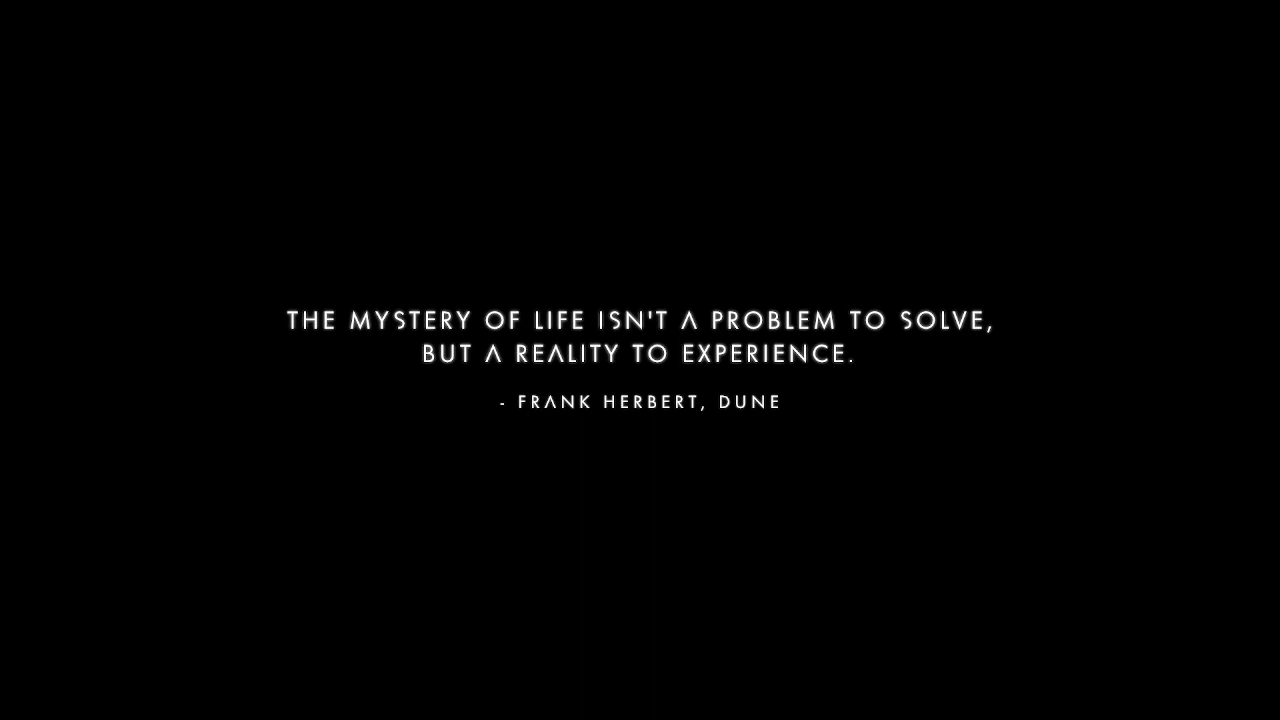 THE MYSTERY OF LIFE ISN'T A PROBLEM TO SOLVE,
BUT A REALITY TO EXPERIENCE.
- FRANK HERBERT, DUNE